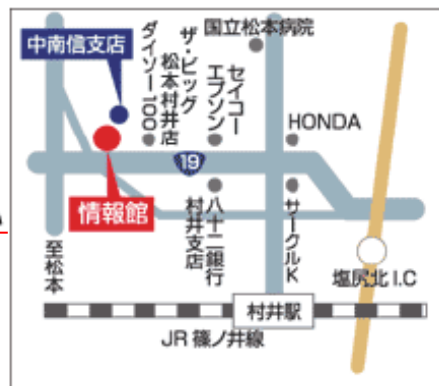 国立松本病院
中南信支店
ザ・ビッグ
松本村井店
ダイソー100
セイコー
エプソン
HONDA
19
情報館
八十二銀行
村井支店
サークルK
至松本
塩尻北I.C
村井駅
JR 篠ノ井線